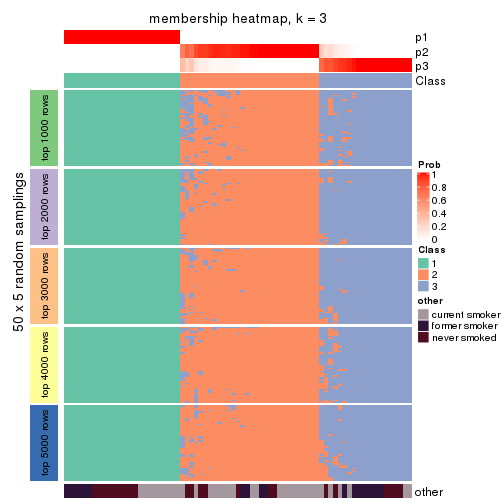 membership heatmap, k = 3
p1
p2
p3
Class
50 x 5 random samplings
top 1000 rows
top 2000 rows
top 3000 rows
top 4000 rows
top 5000 rows
Prob
1
0.8
0.6
0.4
0.2
0
Class
1
2
3
other
current smoker
former smoker
never smoked
other